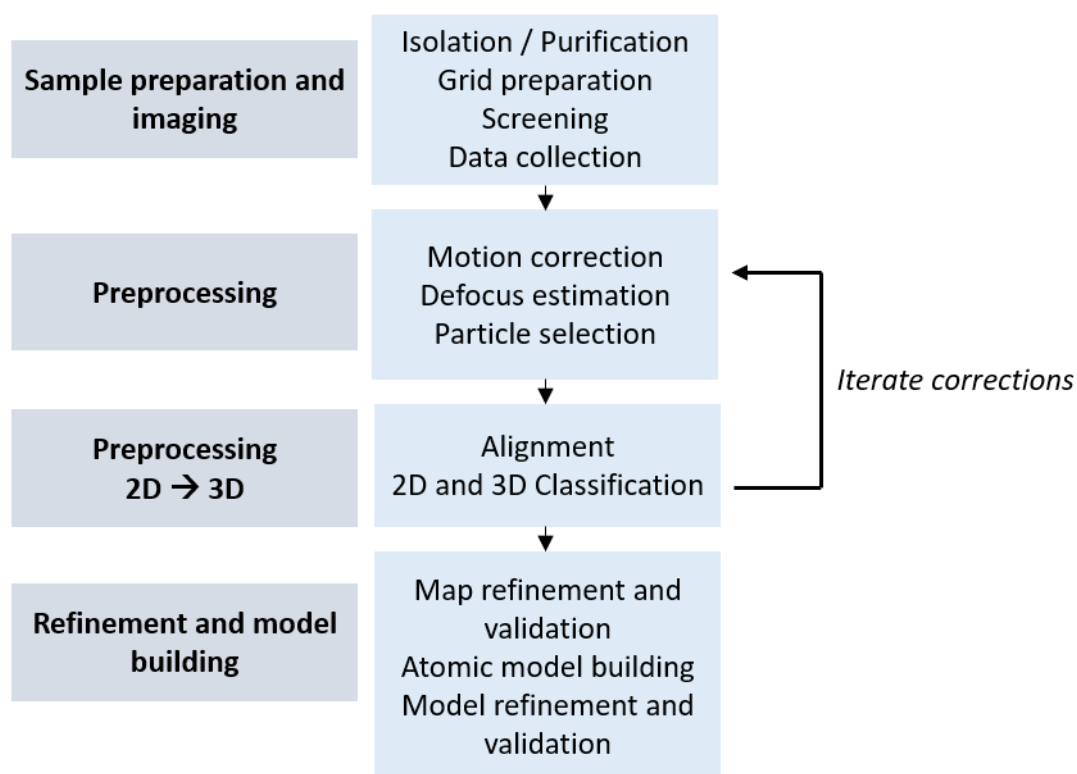 Sample preparation and
imaging
Isolation / Purification
Grid preparation
Screening
Data collection
Preprocessing
Motion correction
Defocus estimation
Particle selection
Iterate corrections
Preprocessing
2D → 3D
Alignment
2D and 3D Classification
Refinement and model
building
Map refinement and
validation
Atomic model building
Model refinement and
validation